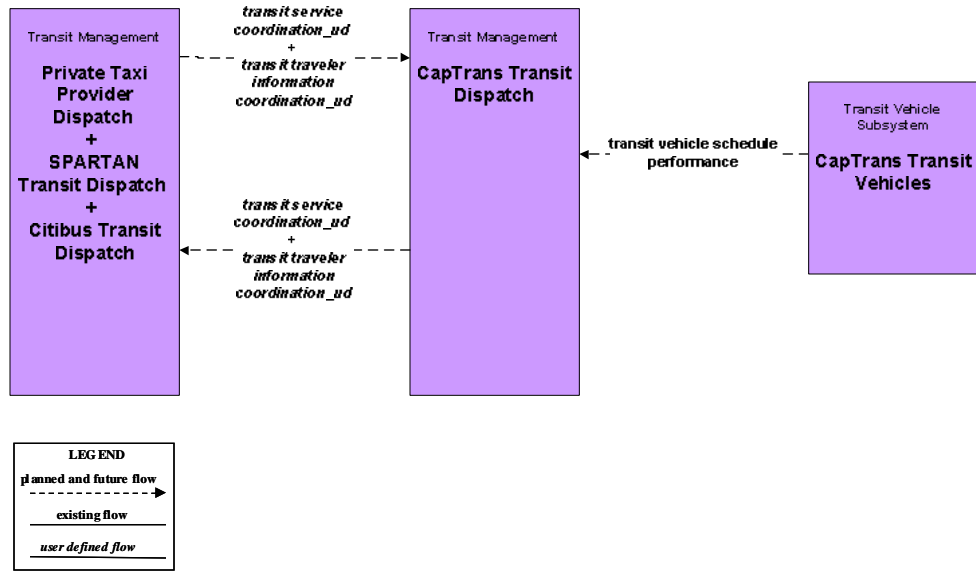 Transit Management
Private Taxi
Provider
Dispatch
+
SPARTAN
Transit Dispatch
+
Citibus Transit
Dispatch
transit service
coordination_ud
+
transit traveler
information
coordination_ud
transit service
coordination_ud
+
transit traveler
information
coordination_ud
Transit Management
CapTrans Transit
Dispatch
transit vehicle schedule
performance
Transit Vehicle
Subsystem
CapTrans Transit
Vehicles
LEGEND
planned and future flow
existing flow
user defined flow